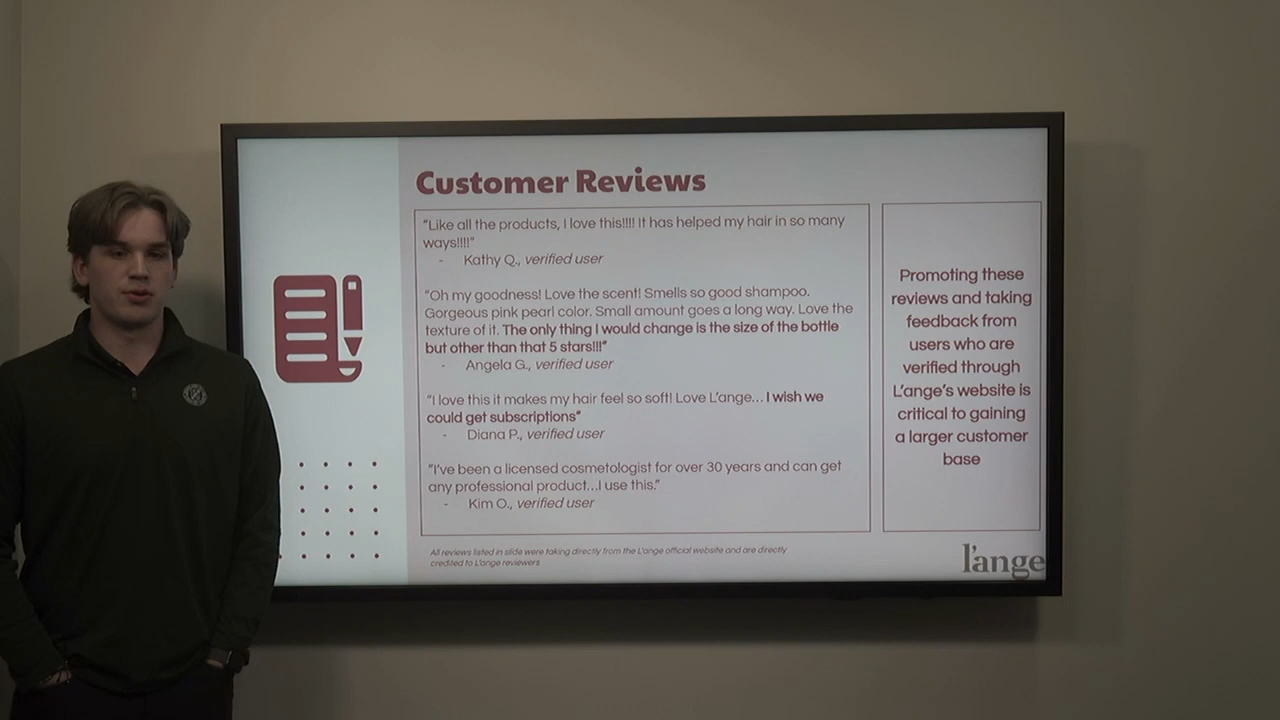 Customer Reviews
“Like all the products, I love this!!!! It has helped my hair in so many
ways!!!!”
- Kathy Q., verified user
“Oh my goodness! Love the scent! Smells so good shampoo.
Gorgeous pink pearl color. Small amount goes a long way. Love the
texture of it. The only thing I would change is the size of the bottle
but other than that 5 stars!!!”
- Angela G., verified user
“I love this it makes my hair feel so soft! Love L’ange... I wish we
could get subscriptions”
- Diana P., verified user
“I’ve been a licensed cosmetologist for over 30 years and can get
any professional product...I use this.”
- Kim O., verified user
Promoting these
reviews and taking
feedback from
users who are
verified through
L’ange’s website is
critical to gaining
a larger customer
base
All reviews listed in slide were taking directly from the L’ange official website and are directly
credited to L’ange reviewers
l’ange